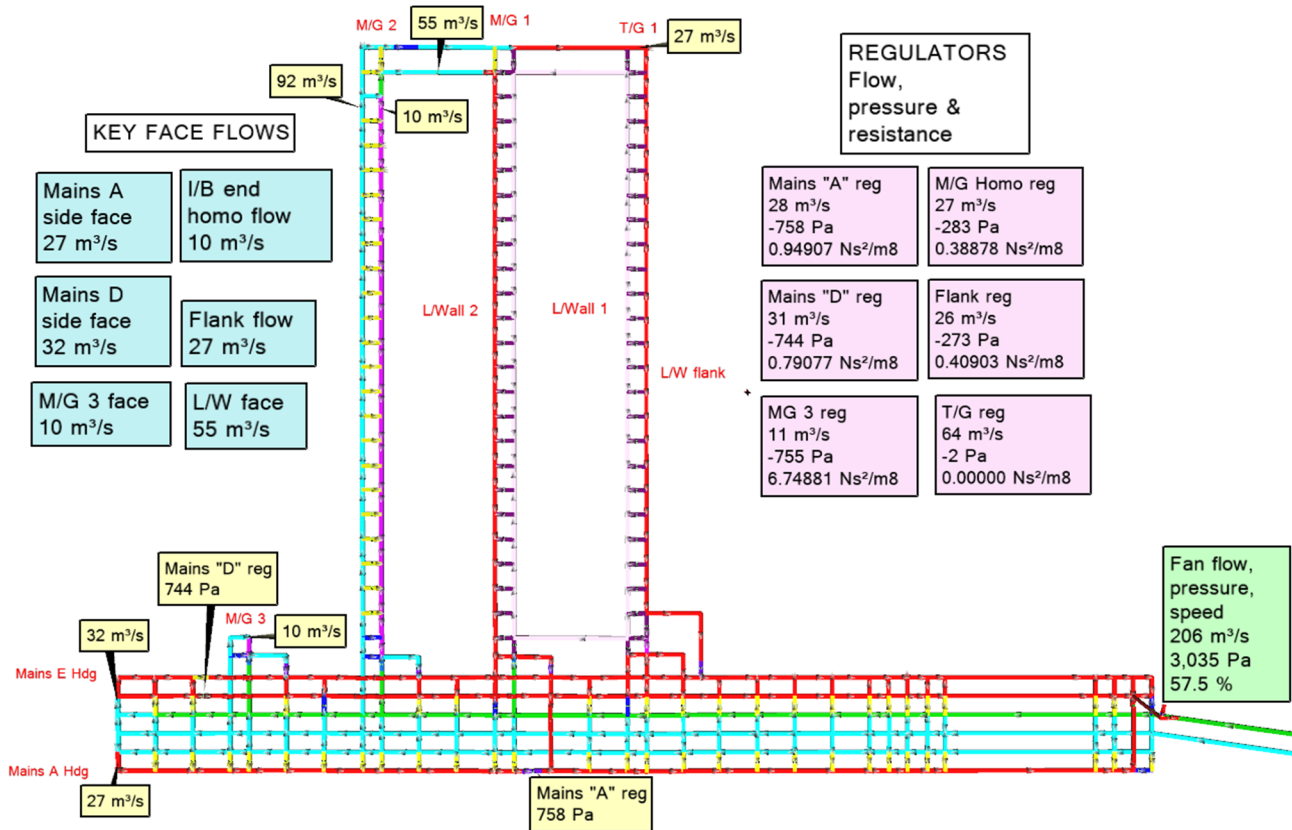 M/G 2
55 m³/s
M/G 1
T/G 1
27 m³/s
REGULATORS
Flow,
pressure &
resistance
92 m³/s
10 m³/s
KEY FACE FLOWS
Mains A
side face
27 m³/s
I/B end
homo flow
10 m³/s
Mains D
side face
32 m³/s
Flank flow
27 m³/s
M/G 3 face
10 m³/s
L/W face
55 m³/s
L/Wall 2
L/Wall 1
L/W flank
Mains "A" reg
28 m³/s
-758 Pa
0.94907 Ns²/m8
M/G Homo reg
27 m³/s
-283 Pa
0.38878 Ns²/m8
Mains "D" reg
31 m³/s
-744 Pa
0.79077 Ns²/m8
Flank reg
26 m³/s
-273 Pa
0.40903 Ns²/m8
MG 3 reg
11 m³/s
-755 Pa
6.74881 Ns²/m8
T/G reg
64 m³/s
-2 Pa
0.00000 Ns²/m8
Mains "D" reg
744 Pa
M/G 3
32 m³/s
10 m³/s
Mains E Hdg
Fan flow,
pressure,
speed
206 m³/s
3,035 Pa
57.5 %
Mains A Hdg
27 m³/s
Mains "A" reg
758 Pa